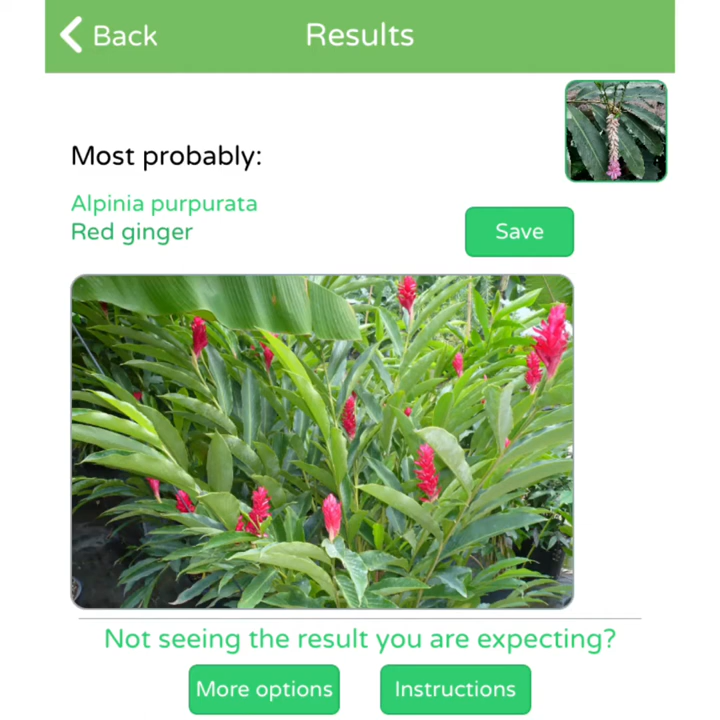 Back
Results
Most probably:
Alpinia purpurata
Red ginger
Save
Not seeing the result you are expecting?
More options
Instructions